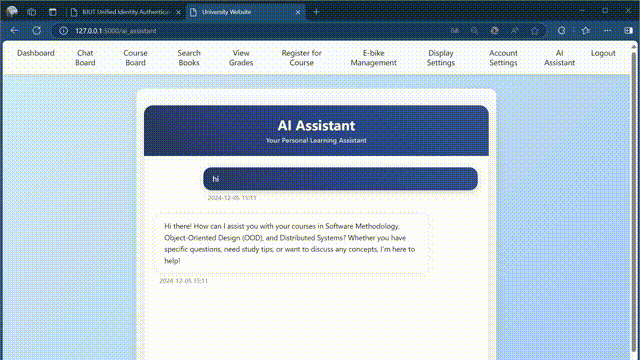 BJUT Unified Identity Authenticati
University Website
127.0.0.1:5000/ai_assistant
Dashboard
Chat
Board
Course
Board
Search
Books
View
Grades
Register for
Course
E-bike
Management
Display
Settings
Account
Settings
AI
Assistant
Logout
AI Assistant
Your Personal Learning Assistant
hi
2024-12-05 15:11
Hi there! How can I assist you with your courses in Software Methodology,
Object-Oriented Design (OOD), and Distributed Systems? Whether you have
specific questions, need study tips, or want to discuss any concepts, I'm here to
help!
2024-12-05 15:11